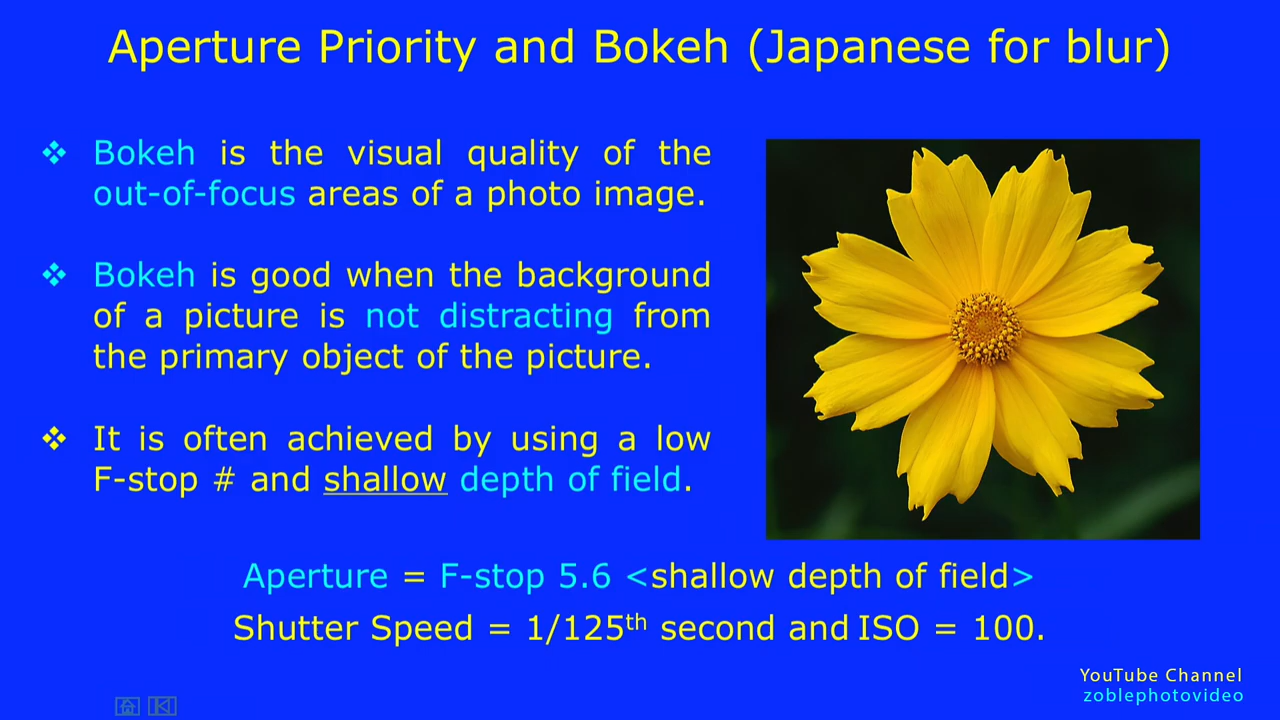 Aperture Priority and Bokeh (Japanese for blur)
❖ Bokeh is the visual quality of the
out-of-focus areas of a photo image.
❖ Bokeh is good when the background
of a picture is not distracting from
the primary object of the picture.
❖ It is often achieved by using a low
F-stop # and shallow depth of field.
Aperture = F-stop 5.6 <shallow depth of field>
Shutter Speed = 1/125th second and ISO = 100.
YouTube Channel
zoblephotovideo